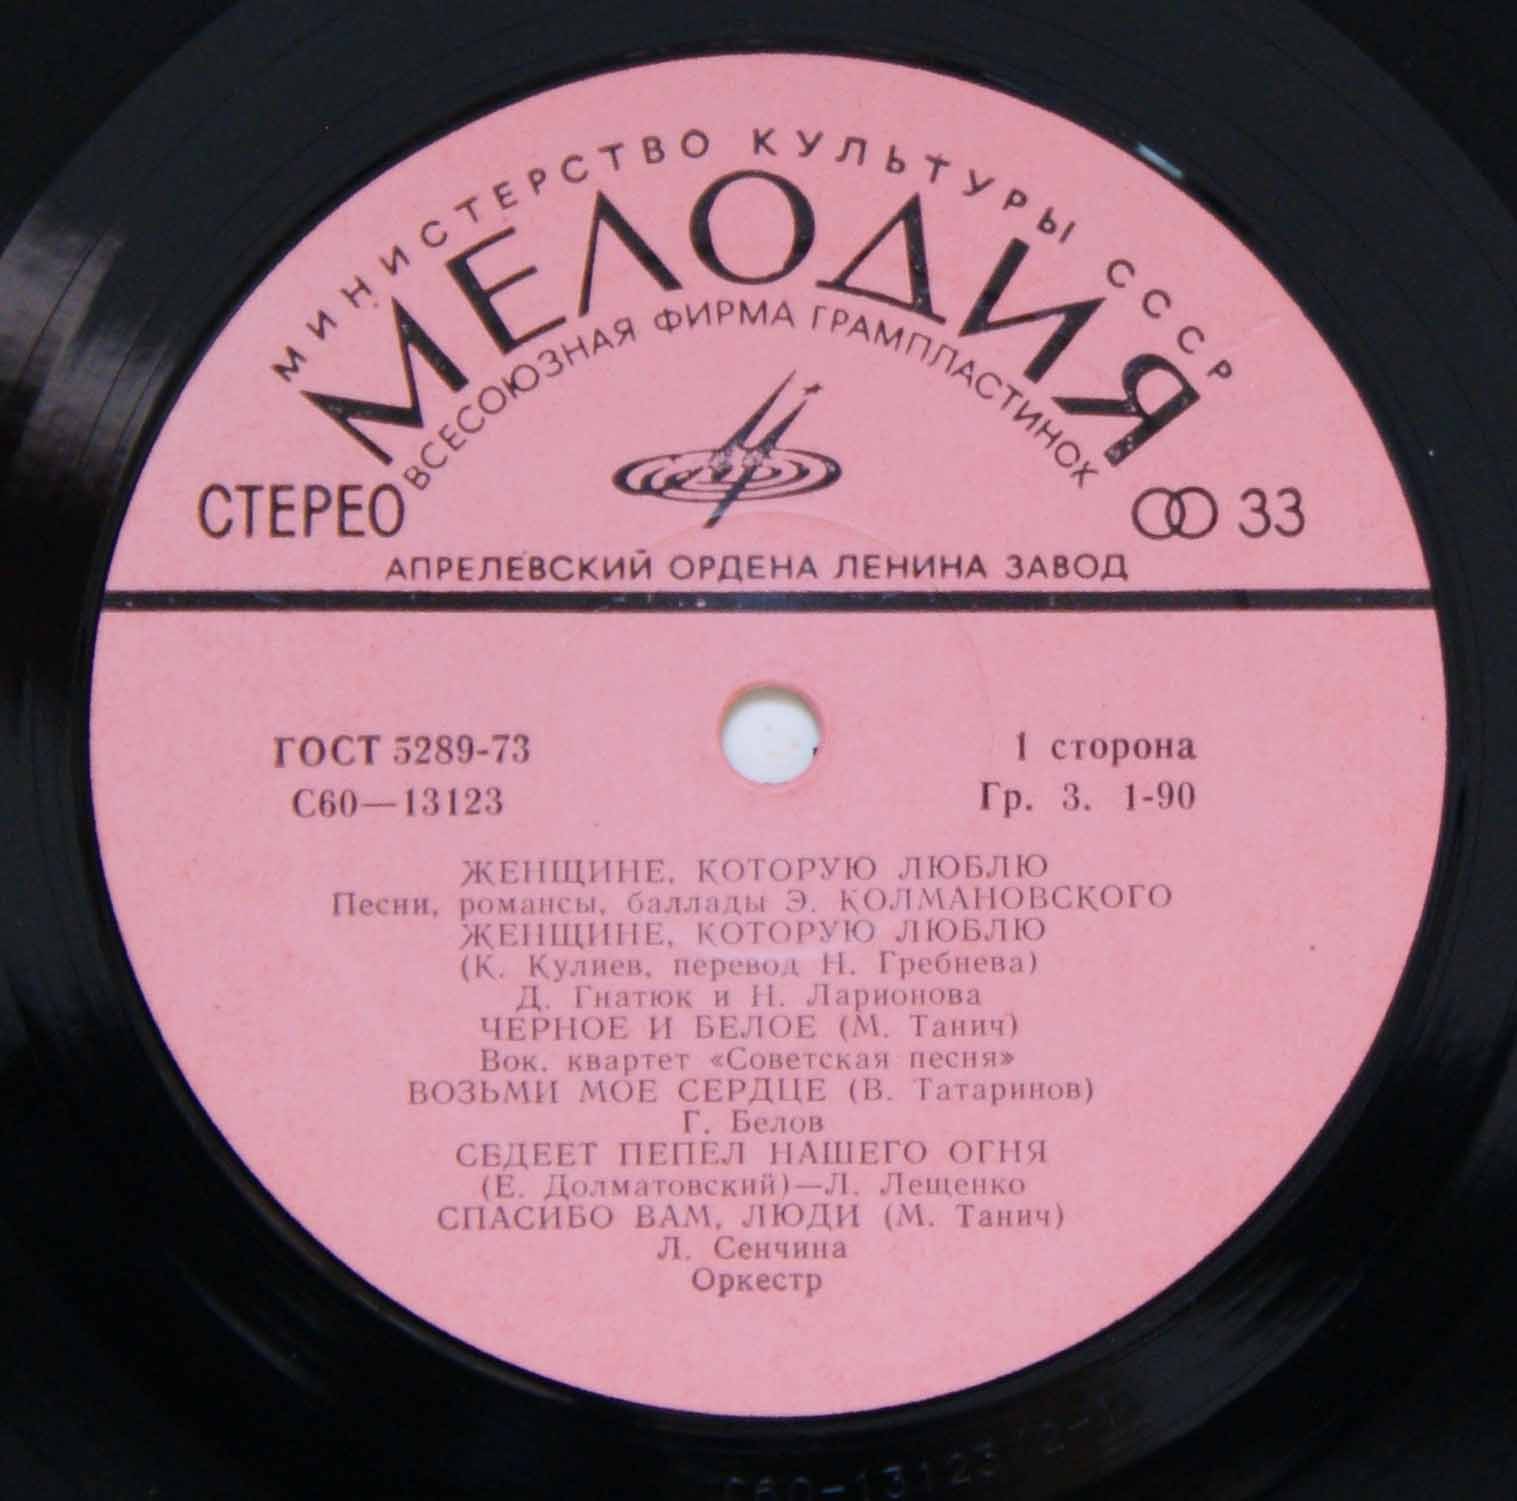 МИНИСТЕРСТВО КУЛЬТУРЫ СССР
МЕЛОДИЯ
ВСЕСОЮЗНАЯ ФИРМА ГРАМПЛАСТИНОК
СТЕРЕО 33
АПРЕЛЕВСКИЙ ОРДЕНА ЛЕНИНА ЗАВОД
ГОСТ 5289-73 1 сторона
С60—13123 Гр. 3. 1-90
ЖЕНЩИНЕ, КОТОРУЮ ЛЮБЛЮ
Песни, романсы, баллады Э. КОЛМАНОВСКОГО
ЖЕНЩИНЕ, КОТОРУЮ ЛЮБЛЮ
(К. Кулиев, перевод Н. Гребнева)
Д. Гнатюк и Н. Ларионова
ЧЕРНОЕ И БЕЛОЕ (М. Танич)
Вок. квартет «Советская песня»
ВОЗЬМИ МОЕ СЕРДЦЕ (В. Татаринов)
Г. Белов
СЕДЕЕТ ПЕПЕЛ НАШЕГО ОГНЯ
(Е. Долматовский)—Л. Лещенко
СПАСИБО ВАМ, ЛЮДИ (М. Танич)
Л. Сенчина
Оркестр
С60-13123